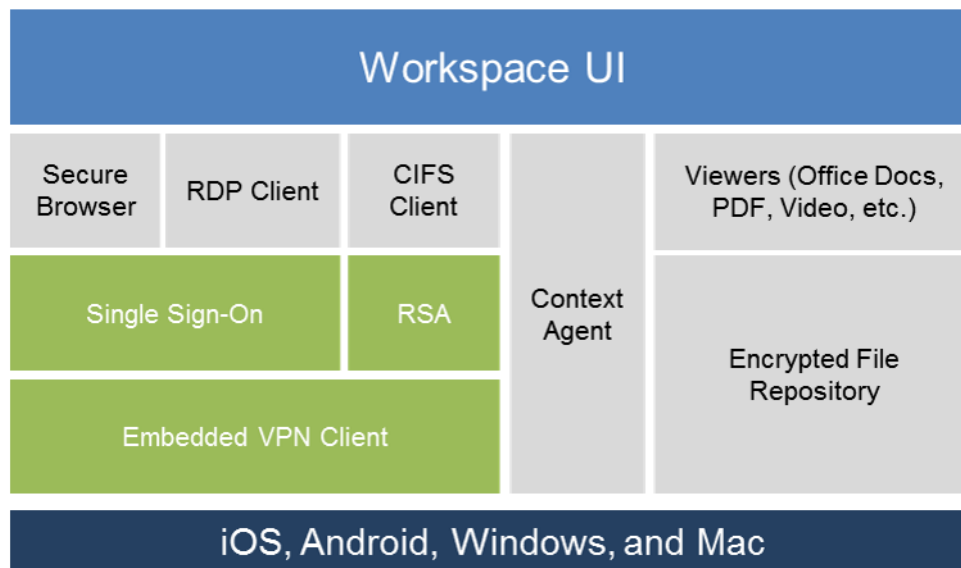 Workspace UI
Secure
Browser
RDP Client
CIFS
Client
Viewers (Office Docs,
PDF, Video, etc.)
Single Sign-On
RSA
Context
Agent
Encrypted File
Repository
Embedded VPN Client
iOS, Android, Windows, and Mac